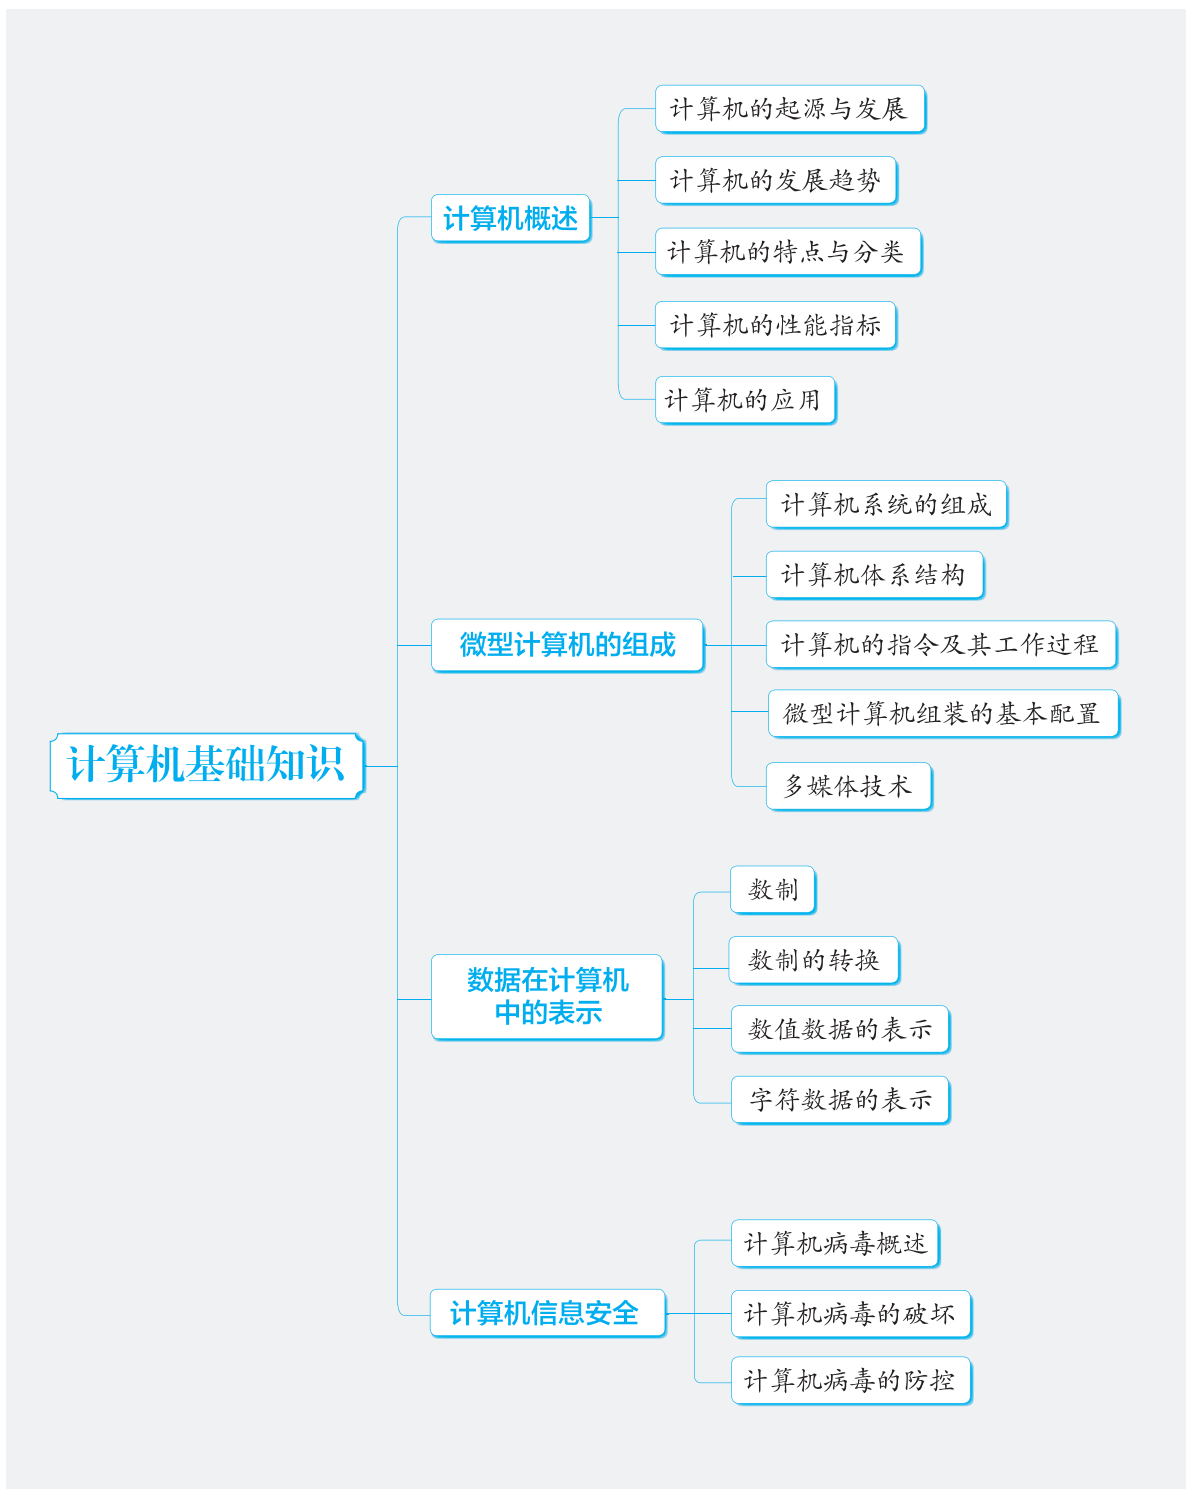 计算机基础知识
计算机概述
计算机的起源与发展
计算机的发展趋势
计算机的特点与分类
计算机的性能指标
计算机的应用
微型计算机的组成
计算机系统的组成
计算机体系结构
计算机的指令及其工作过程
微型计算机组装的基本配置
多媒体技术
数据在计算机
中的表示
数制
数制的转换
数值数据的表示
字符数据的表示
计算机信息安全
计算机病毒概述
计算机病毒的破坏
计算机病毒的防控